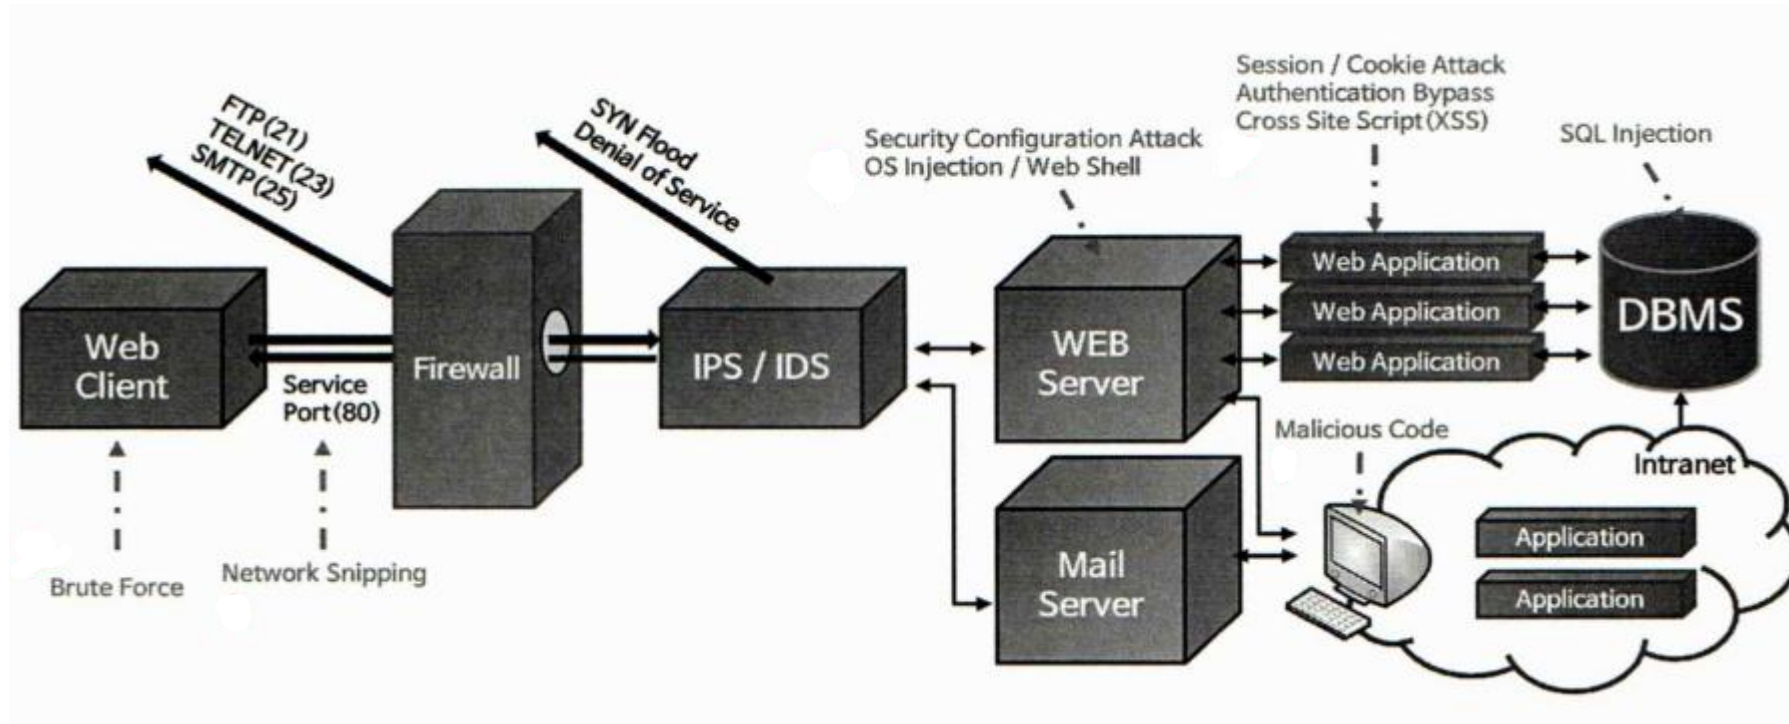 FTP(21)
TELNET(23)
SMTP(25)
SYN Flood
Denial of Service
Security Configuration Attack
OS Injection / Web Shell
Session / Cookie Attack
Authentication Bypass
Cross Site Script(XSS)
SQL Injection
Web
Client
Service
Port(80)
Firewall
IPS / IDS
WEB
Server
Web Application
Web Application
Web Application
DBMS
Brute Force
Network Snipping
Mail
Server
Malicious Code
Intranet
Application
Application